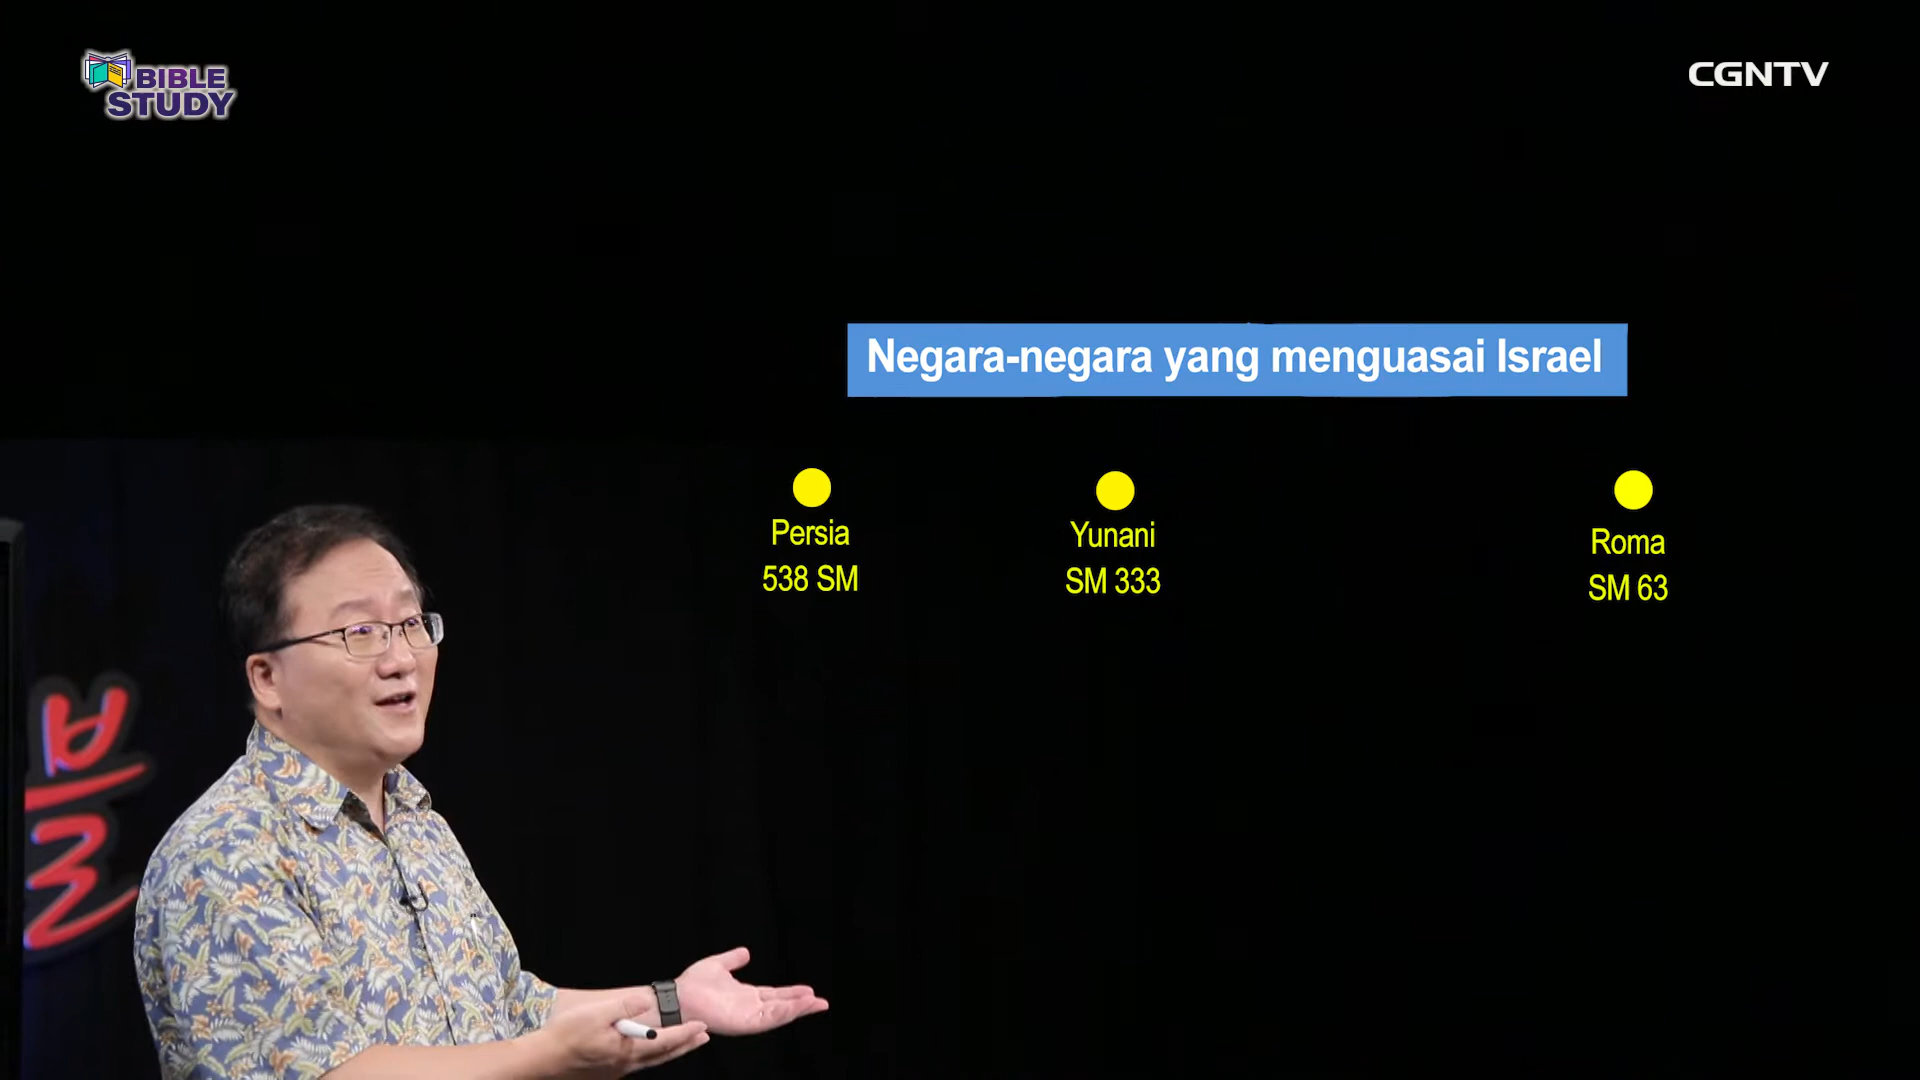 BIBLE
STUDY
CGNTV
Negara-negara yang menguasai Israel
Persia
538 SM
Yunani
SM 333
Roma
SM 63